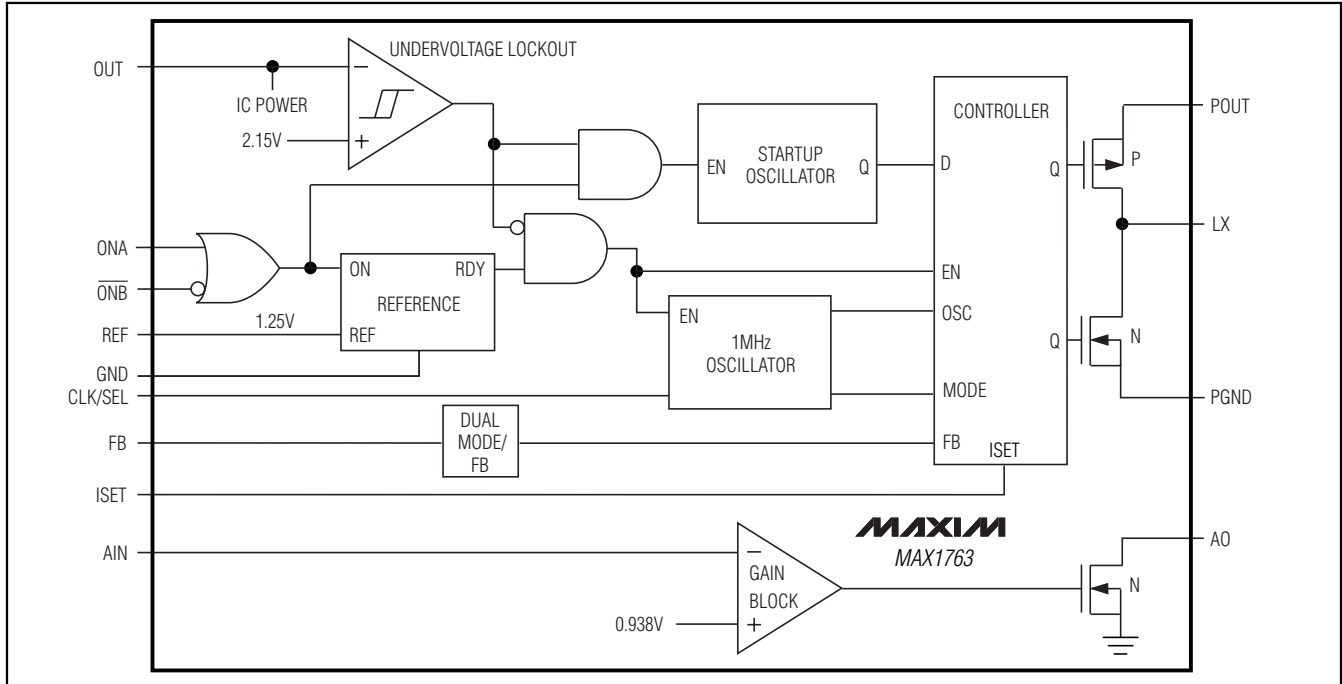 UNDERVOLTAGE LOCKOUT
OUT
−
IC POWER
2.15V
+
CONTROLLER
POUT
EN
STARTUP
OSCILLATOR
Q
D
Q
P
LX
ONA
ONB
ON
RDY
REFERENCE
1.25V
REF
REF
EN
OSC
EN
1MHz
OSCILLATOR
Q
N
GND
CLK/SEL
MODE
PGND
FB
DUAL
MODE/
FB
FB
ISET
ISET
MAXIM
MAX1763
AIN
−
GAIN
BLOCK
0.938V
+
AO
N